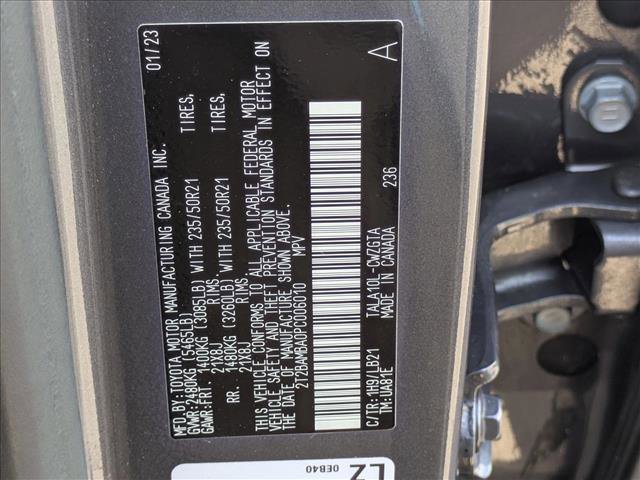 MFD.BY:TOYOTA MOTOR MANUFACTURING CANADA INC. 01/23
GVWR:2480KG (5465LB)
GAWR:FRT. 1400KG (3085LB) WITH 235/50R21 TIRES,
21X8J RIMS,
RR. 1480KG (3260LB) WITH 235/50R21 TIRES,
21X8J RIMS
THIS VEHICLE CONFORMS TO ALL APPLICABLE FEDERAL MOTOR
VEHICLE SAFETY AND THEFT PREVENTION STANDARDS IN EFFECT ON
THE DATE OF MANUFACTURE SHOWN ABOVE.
2T2BAMBA0PC006010 MPV
A
C/TR:1H9/LB21 TALA10L-CWZGTA 236
TM:UA81E MADE IN CANADA
LZ
0EB40